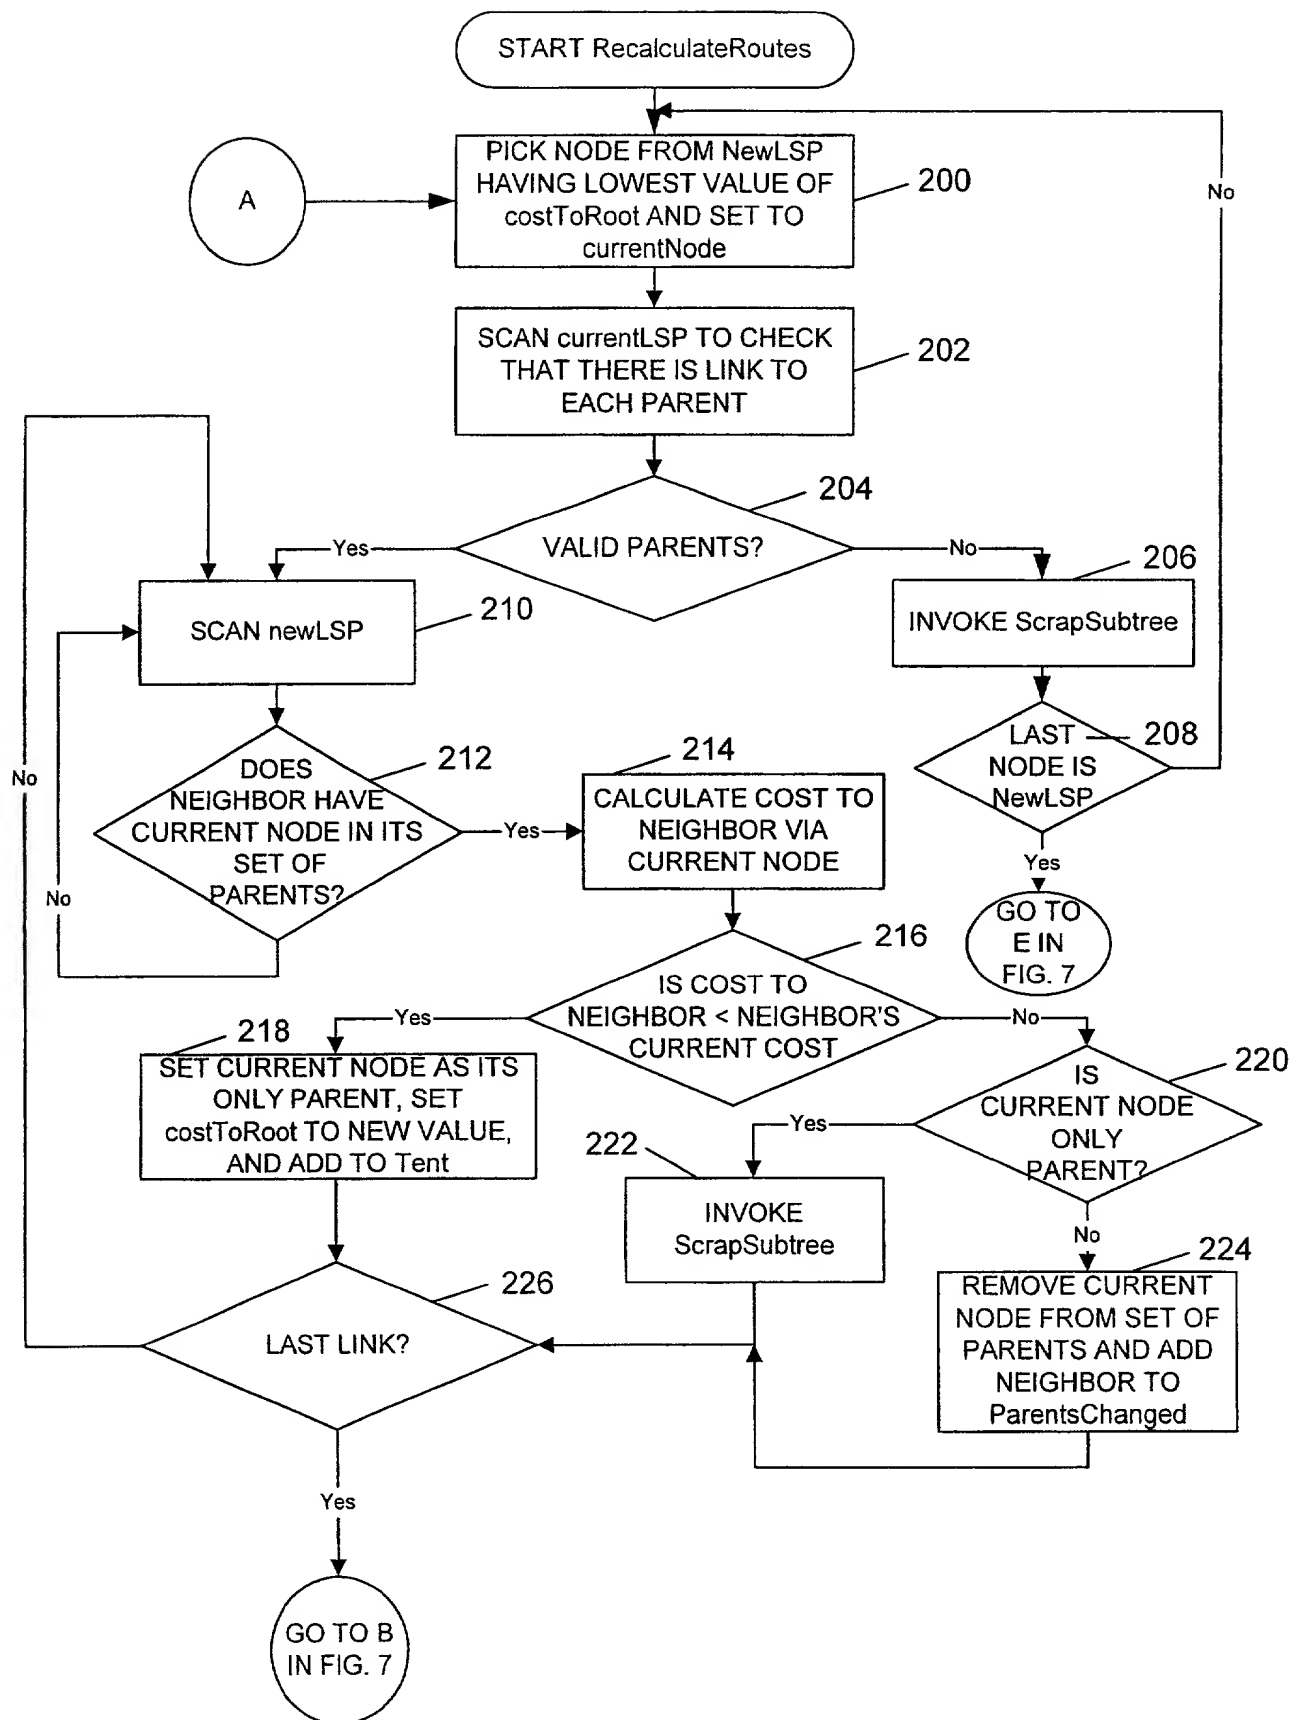 START RecalculateRoutes
PICK NODE FROM NewLSP
HAVING LOWEST VALUE OF
costToRoot AND SET TO
currentNode
200
No
A
SCAN currentLSP TO CHECK
THAT THERE IS LINK TO
EACH PARENT
202
VALID PARENTS?
204
Yes
No
SCAN newLSP
210
INVOKE ScrapSubtree
206
LAST
NODE IS
NewLSP
208
Yes
GO TO
E IN
FIG. 7
DOES
NEIGHBOR HAVE
CURRENT NODE IN ITS
SET OF
PARENTS?
212
No
No
Yes
CALCULATE COST TO
NEIGHBOR VIA
CURRENT NODE
214
IS COST TO
NEIGHBOR < NEIGHBOR'S
CURRENT COST
216
Yes
No
SET CURRENT NODE AS ITS
ONLY PARENT, SET
costToRoot TO NEW VALUE,
AND ADD TO Tent
218
IS
CURRENT NODE
ONLY
PARENT?
220
Yes
No
INVOKE
ScrapSubtree
222
REMOVE CURRENT
NODE FROM SET OF
PARENTS AND ADD
NEIGHBOR TO
ParentsChanged
224
LAST LINK?
226
Yes
GO TO B
IN FIG. 7